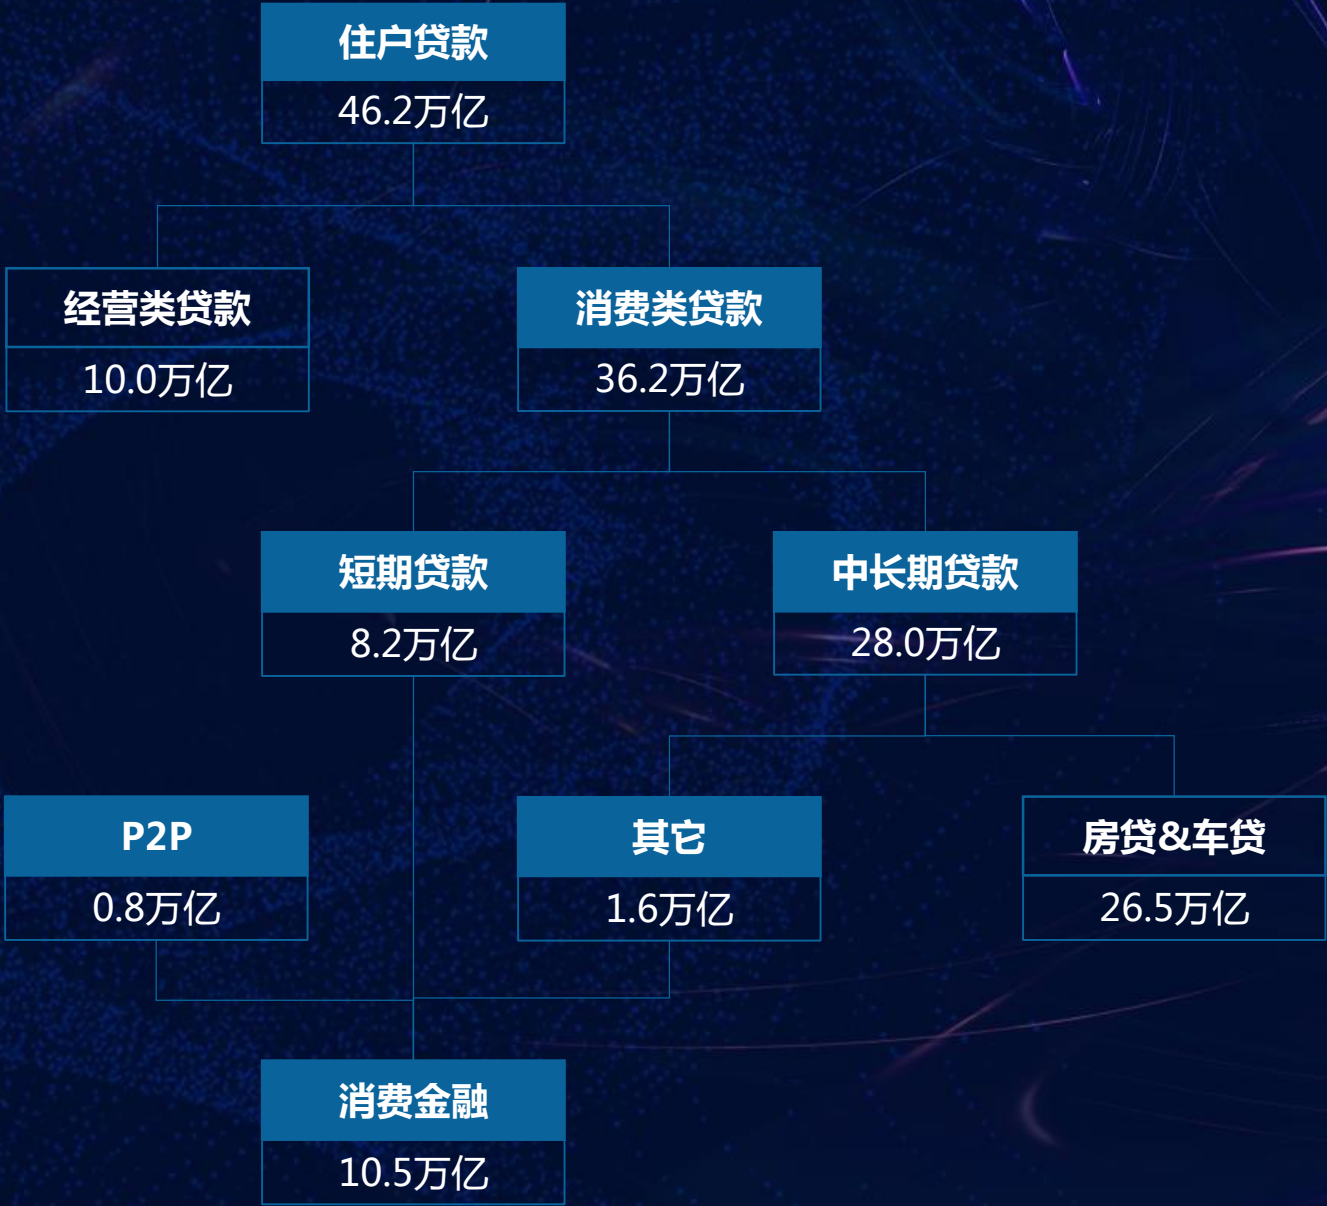 住户贷款
46.2万亿
经营类贷款
10.0万亿
消费类贷款
36.2万亿
短期贷款
8.2万亿
中长期贷款
28.0万亿
P2P
0.8万亿
其它
1.6万亿
房贷&车贷
26.5万亿
消费金融
10.5万亿